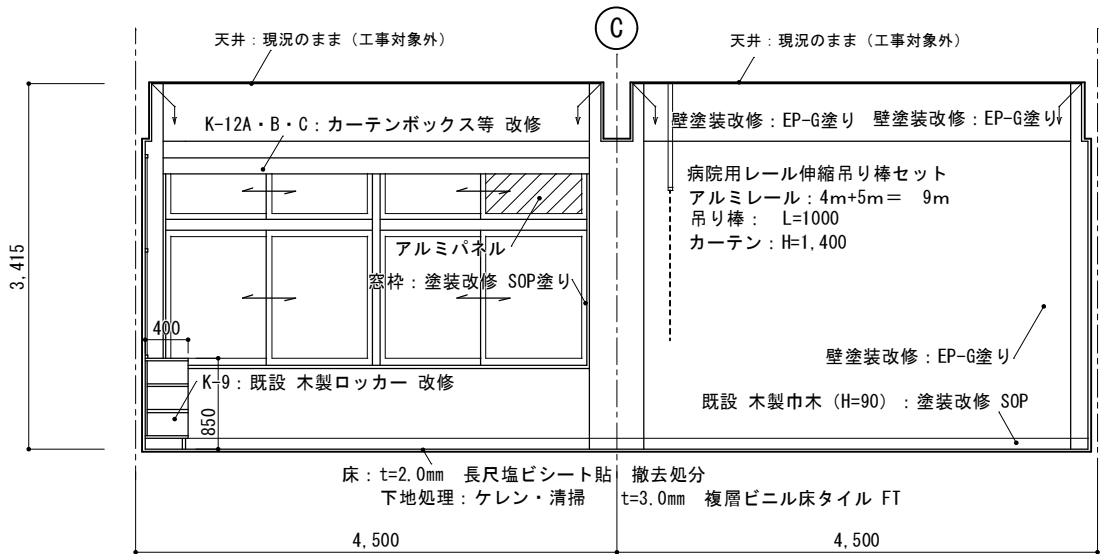 C
天井：現況のまま（工事対象外）
天井：現況のまま（工事対象外）
K-12A・B・C：カーテンボックス等 改修
壁塗装改修：EP-G塗り
壁塗装改修：EP-G塗り
病院用レール伸縮吊り棒セット
アルミレール：4m+5m＝ 9m
吊り棒： L=1000
カーテン：H=1,400
アルミパネル
窓枠：塗装改修 SOP塗り
3,415
400
壁塗装改修：EP-G塗り
K-9：既設 木製ロッカー 改修
850
既設 木製巾木（H=90）：塗装改修 SOP
床：t=2.0mm 長尺塩ビシート貼 撤去処分
下地処理：ケレン・清掃 t=3.0mm 複層ビニル床タイル FT
4,500
4,500